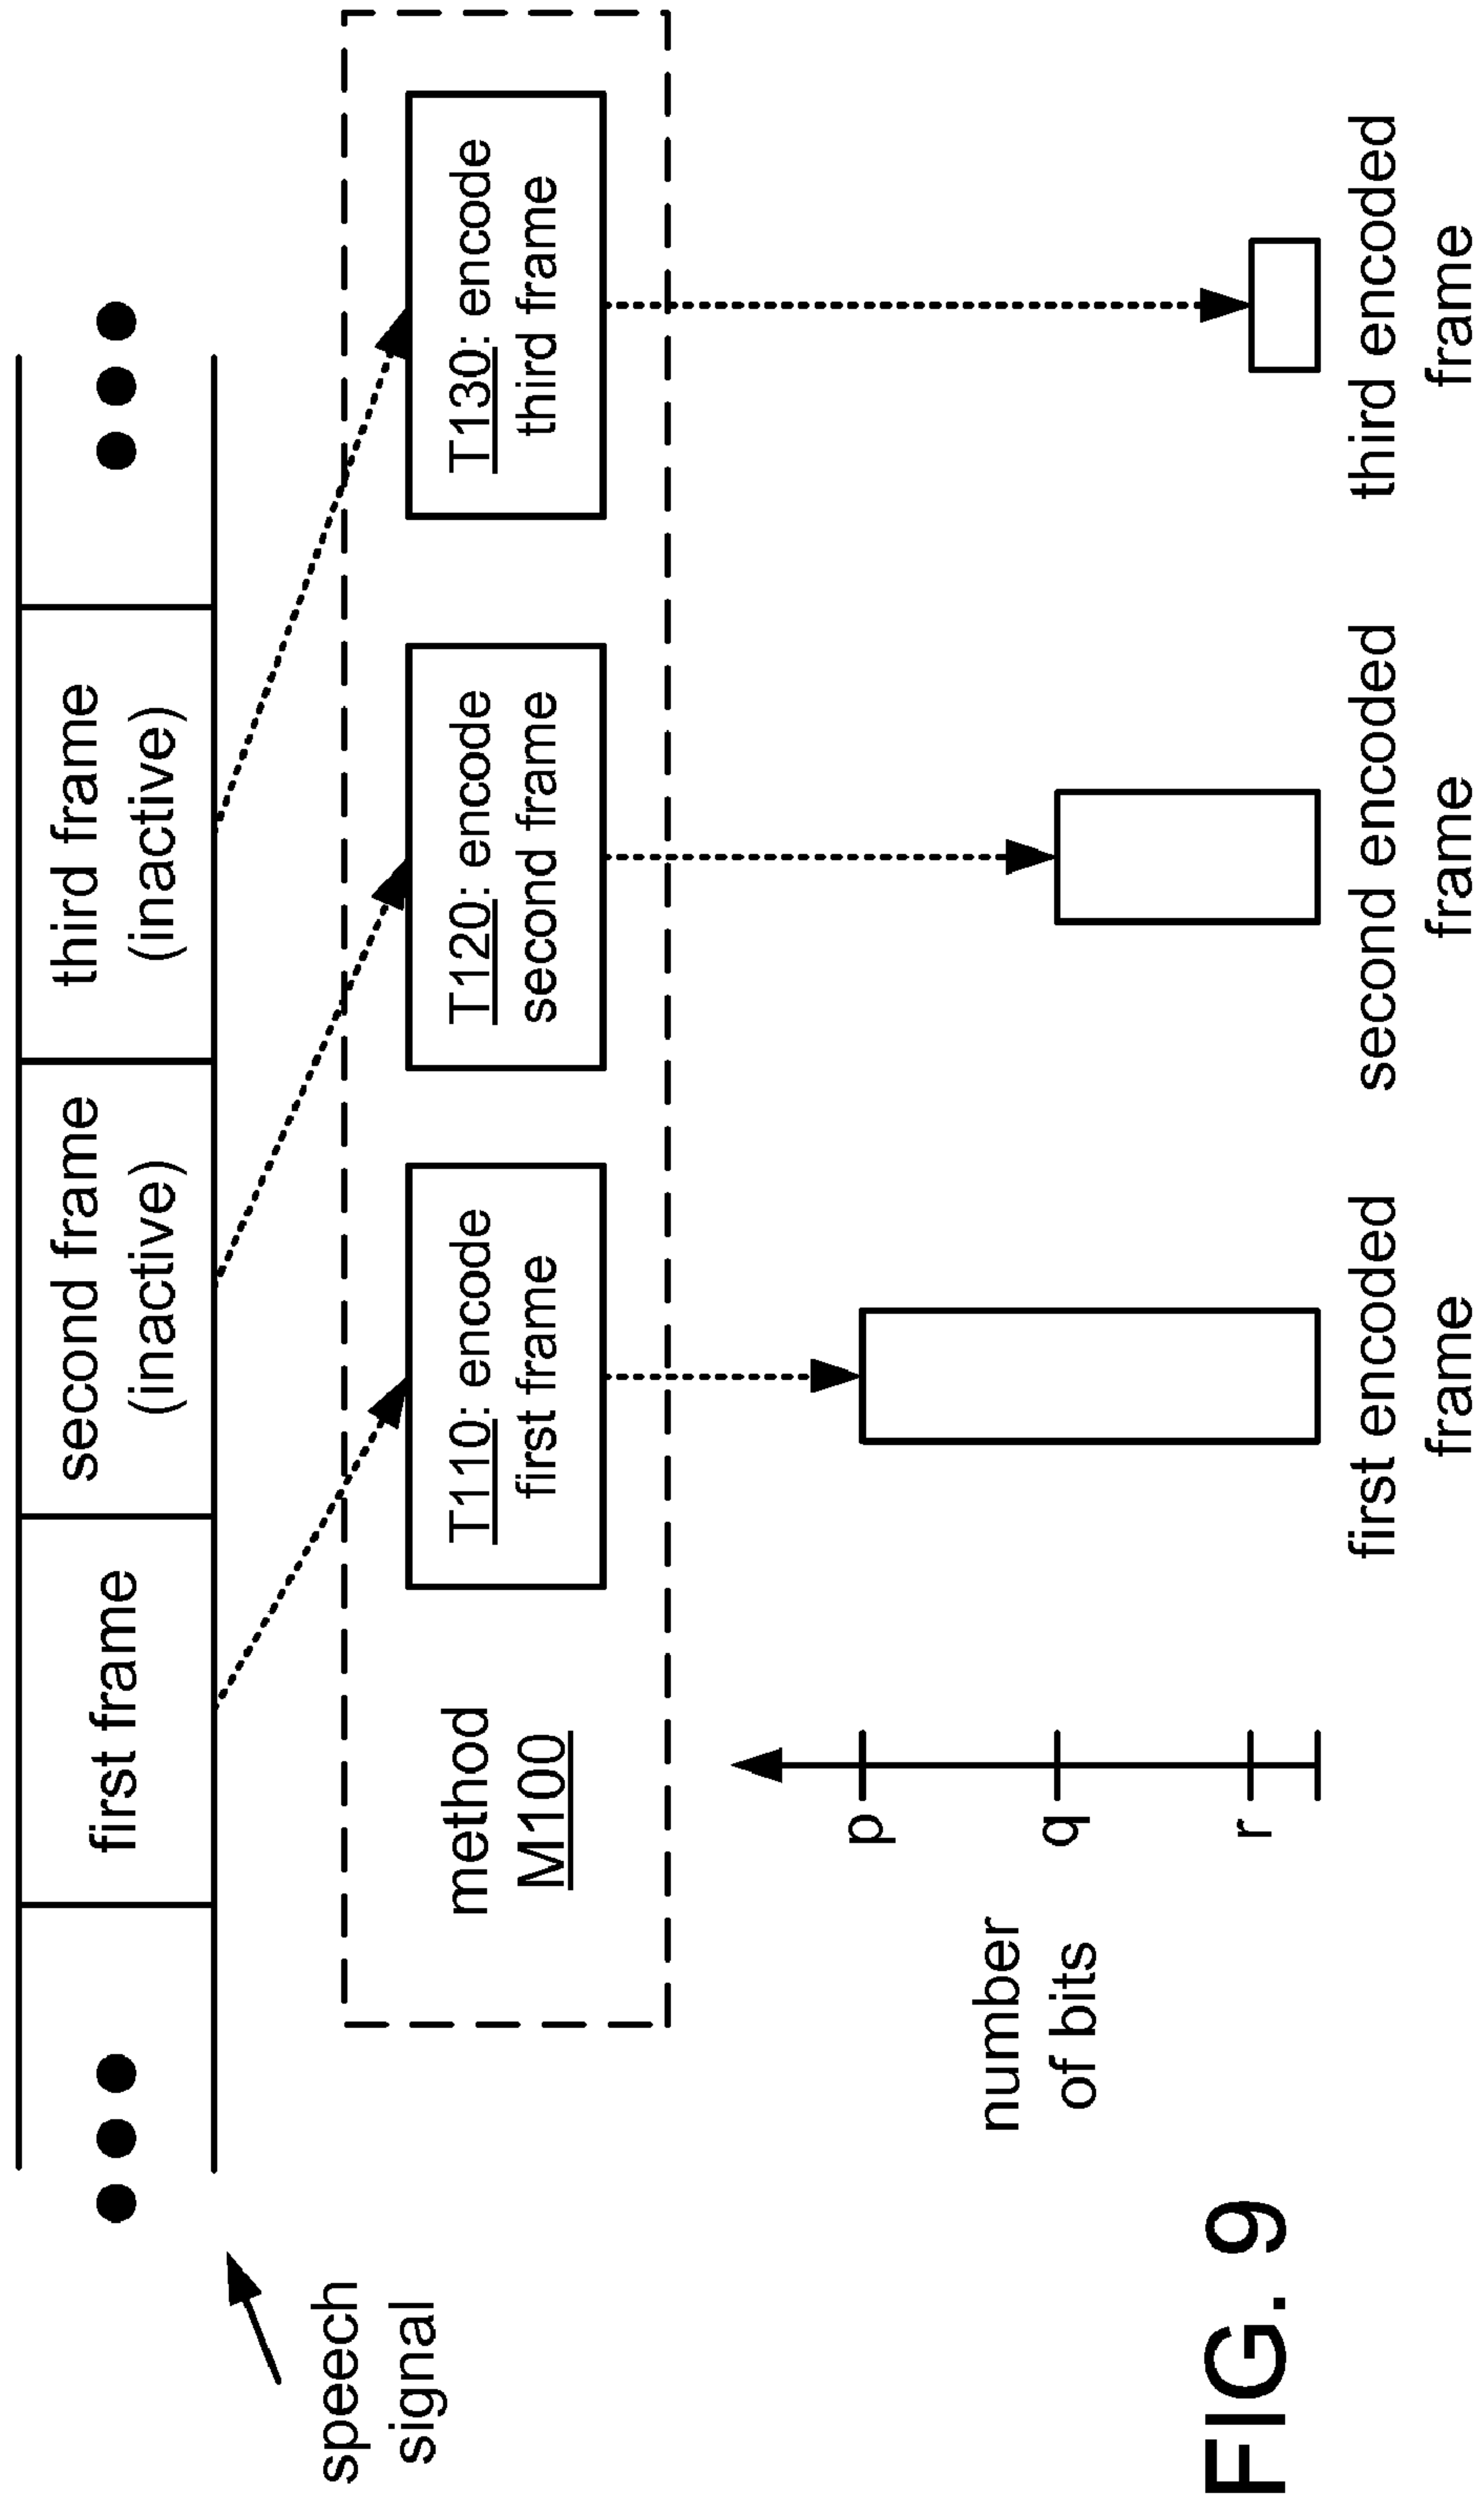 speech
signal
first frame
second frame
(inactive)
third frame
(inactive)
method
M100
T110: encode
first frame
T120: encode
second frame
T130: encode
third frame
number
of bits
p
q
r
first encoded
frame
second encoded
frame
third encoded
frame
FIG. 9